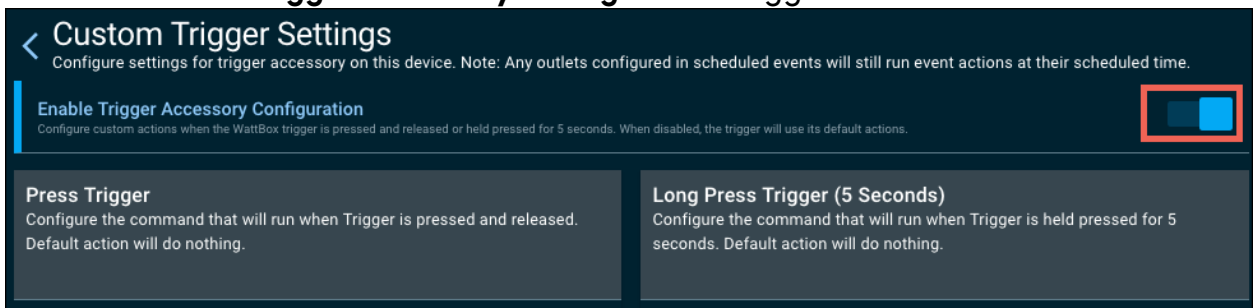 Custom Trigger Settings
Configure settings for trigger accessory on this device. Note: Any outlets configured in scheduled events will still run event actions at their scheduled time.
Enable Trigger Accessory Configuration
Configure custom actions when the WattBox trigger is pressed and released or held pressed for 5 seconds. When disabled, the trigger will use its default actions.
Press Trigger
Configure the command that will run when Trigger is pressed and released.
Default action will do nothing.
Long Press Trigger (5 Seconds)
Configure the command that will run when Trigger is held pressed for 5
seconds. Default action will do nothing.